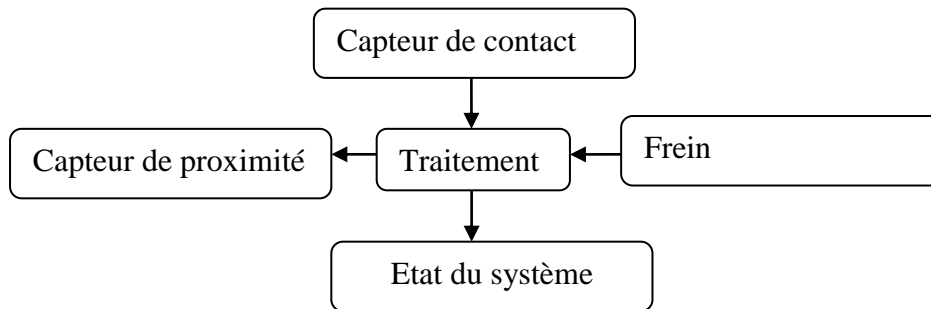 Capteur de contact
Capteur de proximité
Traitement
Frein
Etat du système